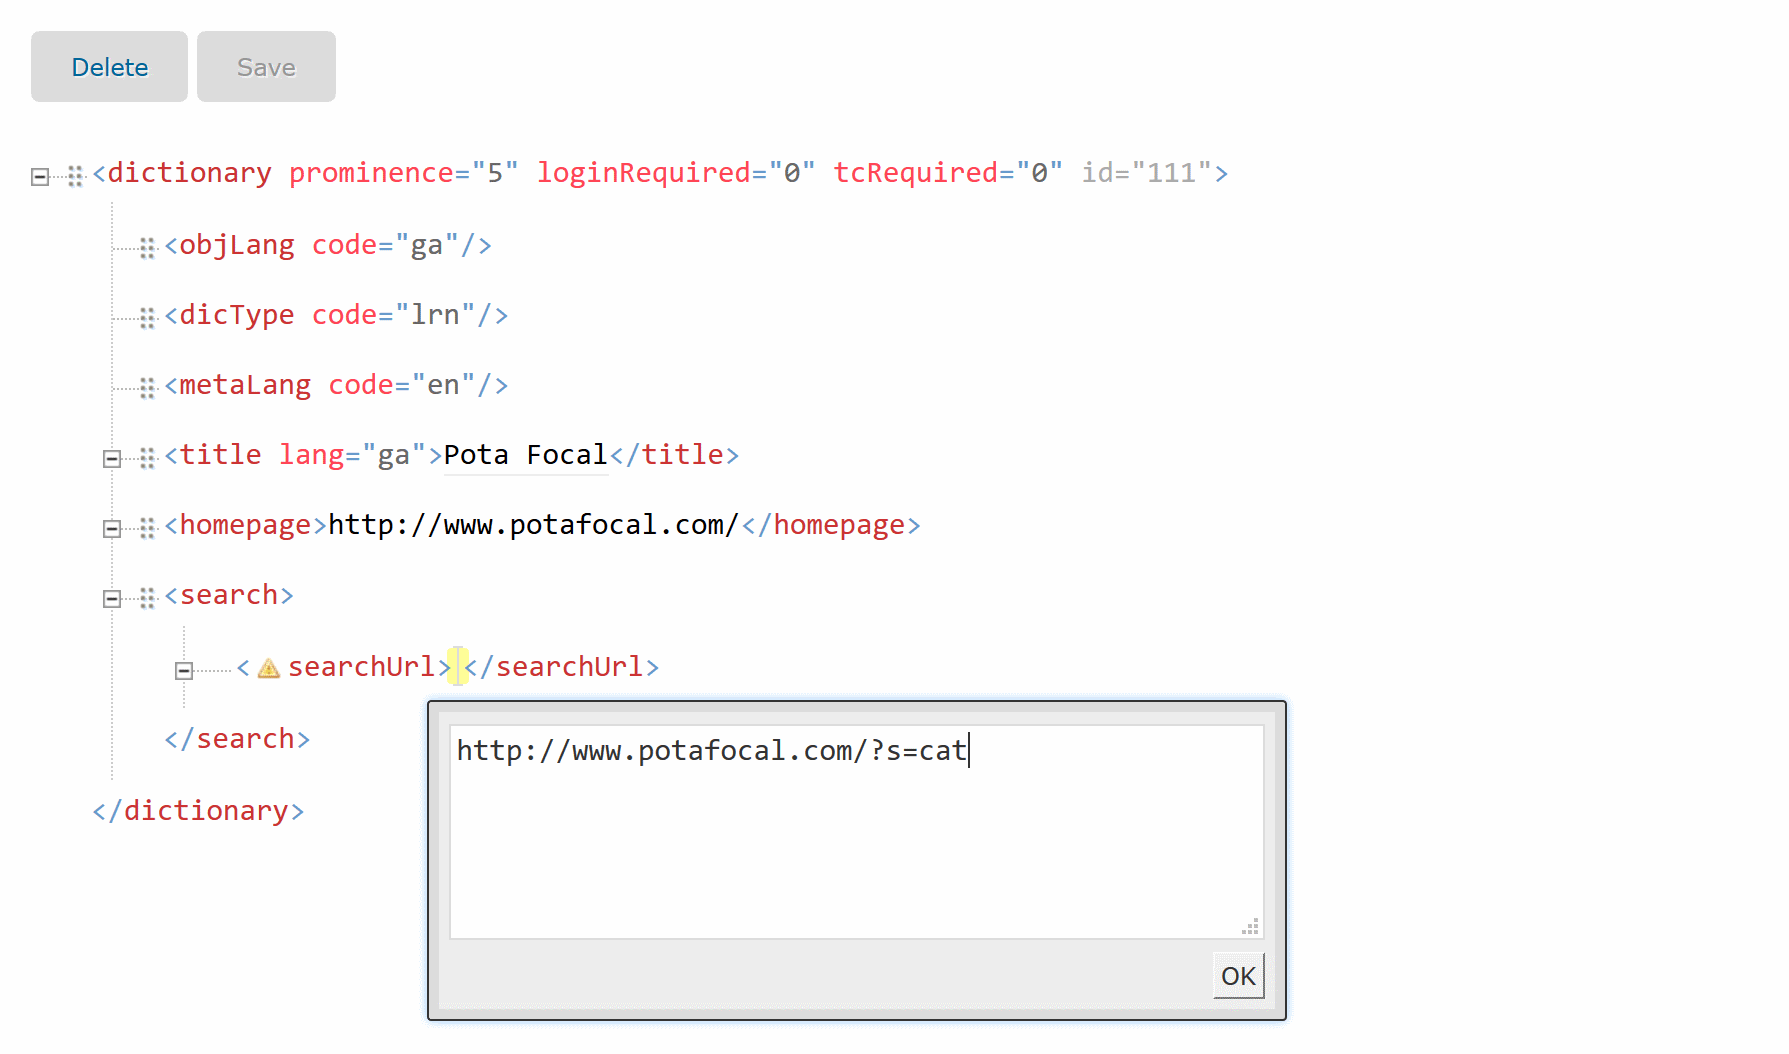 Delete Save
<dictionary prominence="5" loginRequired="0" tcRequired="0" id="111">
<objLang code="ga"/>
<dicType code="lrn"/>
<metaLang code="en"/>
<title lang="ga">Pota Focal</title>
<homepage>http://www.potafocal.com/</homepage>
<search>
<searchUrl> </searchUrl>
http://www.potafocal.com/?s=cat
OK
</search>
</dictionary>